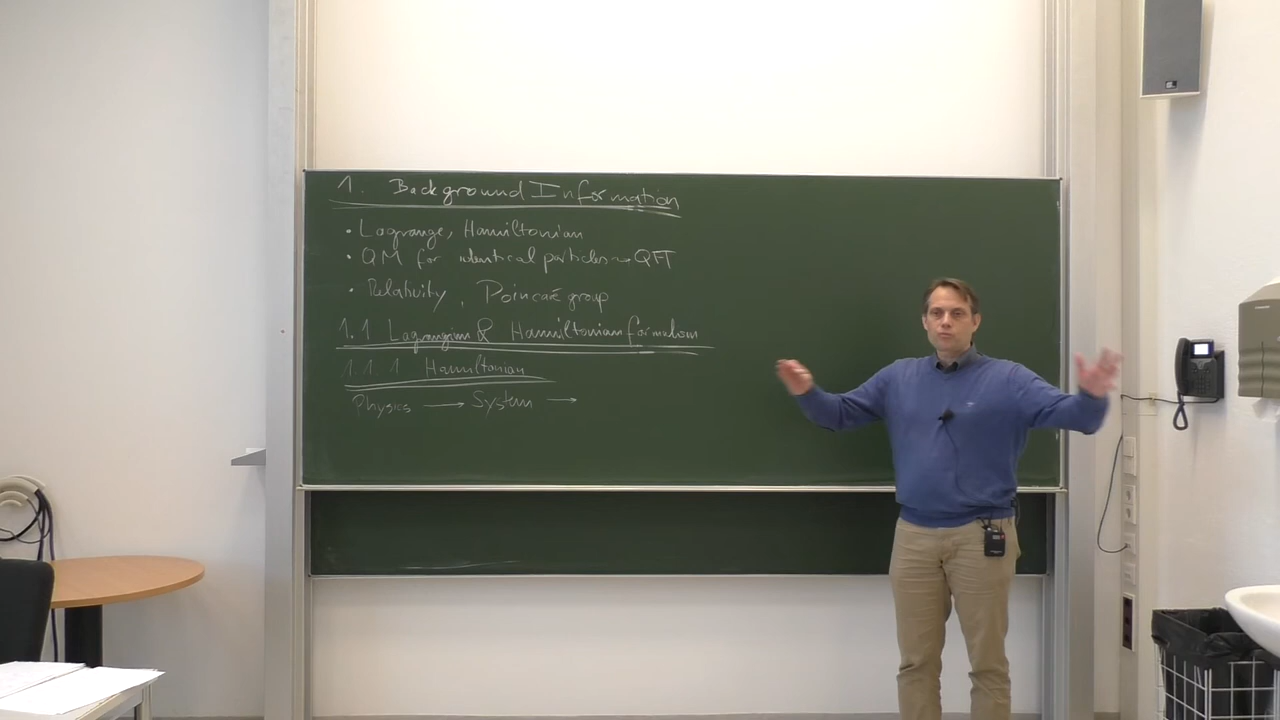 1. Background Information
• Lagrange, Hamiltonian
• QM for identical particles → QFT
• Relativity, Poincaré group
1.1 Lagrangian & Hamiltonian formalism
1.1.1 Hamiltonian
Physics → System →